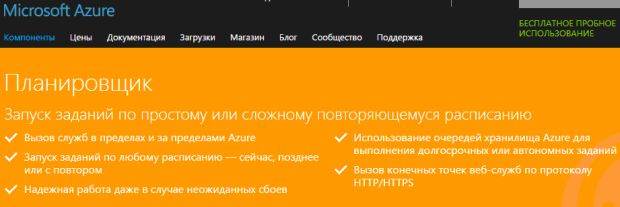 Microsoft Azure
БЕСПЛАТНОЕ ПРОБНОЕ
ИСПОЛЬЗОВАНИЕ
Компоненты Цены Документация Загрузки Магазин Блог Сообщество Поддержка
Планировщик
Запуск заданий по простому или сложному повторяющемуся расписанию
Вызов служб в пределах и за пределами Azure
Запуск заданий по любому расписанию — сейчас, позднее
или с повтором
Надежная работа даже в случае неожиданных сбоев
Использование очередей хранилища Azure для
выполнения долгосрочных или автономных заданий
Вызов конечных точек веб-служб по протоколу
HTTP/HTTPS